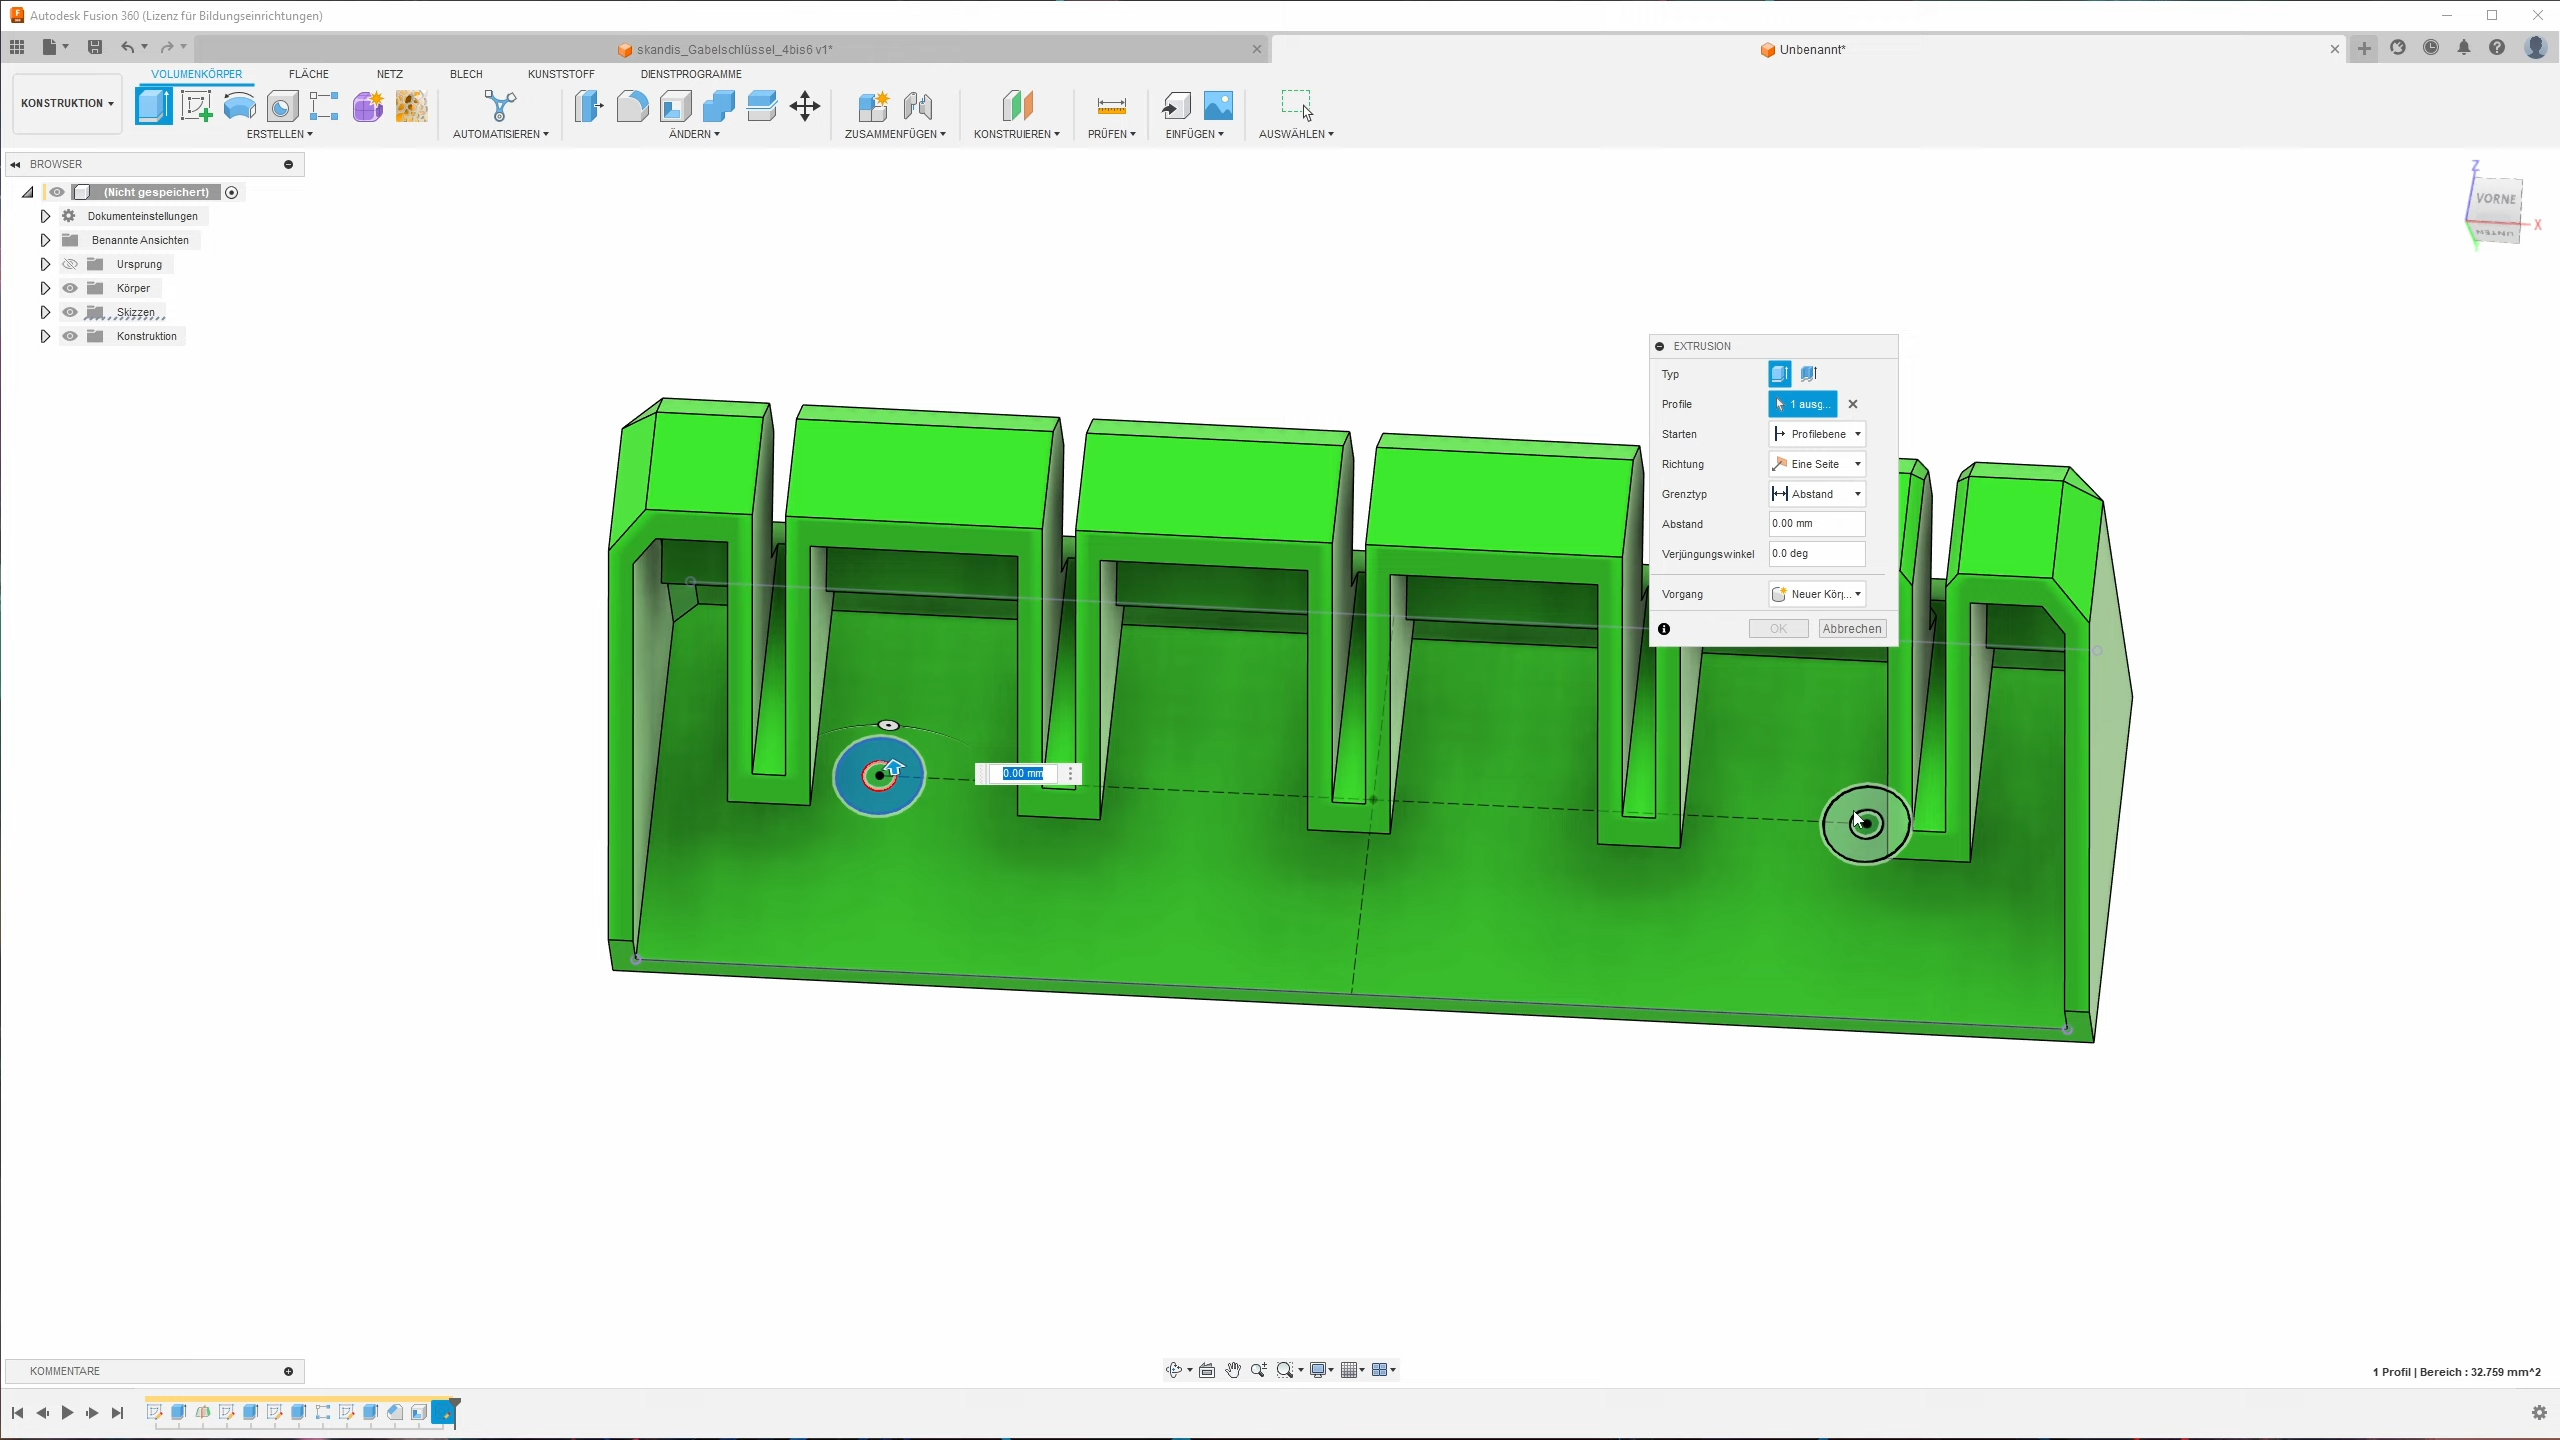 Autodesk Fusion 360 (Lizenz für Bildungseinrichtungen)
skandis_Gabelschlüssel_4bis6 v1*
Unbenannt*
KONSTRUKTION
VOLUMENKÖRPER
FLÄCHE
NETZ
BLECH
KUNSTSTOFF
DIENSTPROGRAMME
ERSTELLEN
AUTOMATISIEREN
ÄNDERN
ZUSAMMENFÜGEN
KONSTRUIEREN
PRÜFEN
EINFÜGEN
AUSWÄHLEN
BROWSER
(Nicht gespeichert)
Dokumenteinstellungen
Benannte Ansichten
Ursprung
Körper
Skizzen
Konstruktion
Z
VORNE
X
UNTEN
EXTRUSION
Typ
Profile 1 ausg...
Starten Profilebene
Richtung Eine Seite
Grenztyp Abstand
Abstand 0.00 mm
Verjüngungswinkel 0.0 deg
Vorgang Neuer Körp...
OK Abbrechen
0.00 mm
KOMMENTARE
1 Profil | Bereich : 32.759 mm^2